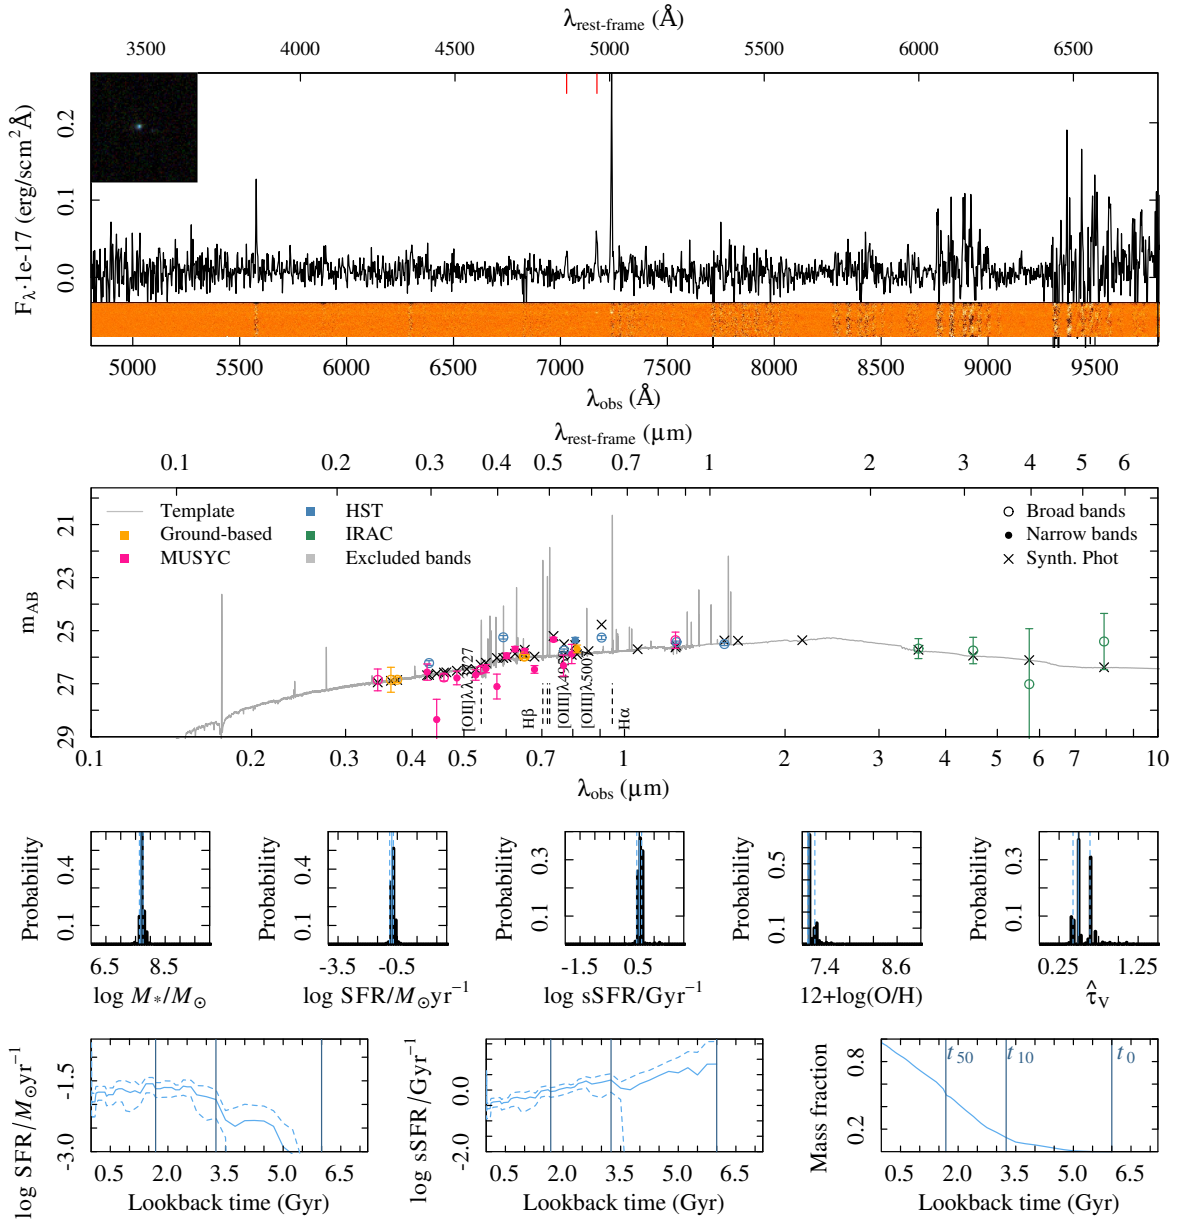 λrest-frame (Å)
3500 4000 4500 5000 5500 6000 6500
Fλ·1e-17 (erg/scm²Å)
0.0 0.1 0.2
5000 5500 6000 6500 7000 7500 8000 8500 9000 9500
λobs (Å)
λrest-frame (μm)
0.1 0.2 0.3 0.4 0.5 0.7 1 2 3 4 5 6
mAB
21 23 25 27 29
Template
Ground-based
MUSYC
HST
IRAC
Excluded bands
Broad bands
Narrow bands
Synth. Phot
[OII]λλ3727
Hβ
[OIII]λ4959
[OIII]λ5007
Hα
0.1 0.2 0.3 0.4 0.5 0.7 1 2 3 4 5 6 7 10
λobs (μm)
Probability
0.1 0.4
6.5 8.5
log M*/M⊙
Probability
0.1 0.4
-3.5 -0.5
log SFR/M⊙yr⁻¹
Probability
0.1 0.3
-1.5 0.5
log sSFR/Gyr⁻¹
Probability
0.1 0.5
7.4 8.6
12+log(O/H)
Probability
0.1 0.3
0.25 1.25
τ̂V
log SFR/M⊙yr⁻¹
-3.0 -1.5
0.5 2.0 3.5 5.0 6.5
Lookback time (Gyr)
log sSFR/Gyr⁻¹
-2.0 0.0
0.5 2.0 3.5 5.0 6.5
Lookback time (Gyr)
Mass fraction
0.2 0.8
t50 t10 t0
0.5 2.0 3.5 5.0 6.5
Lookback time (Gyr)